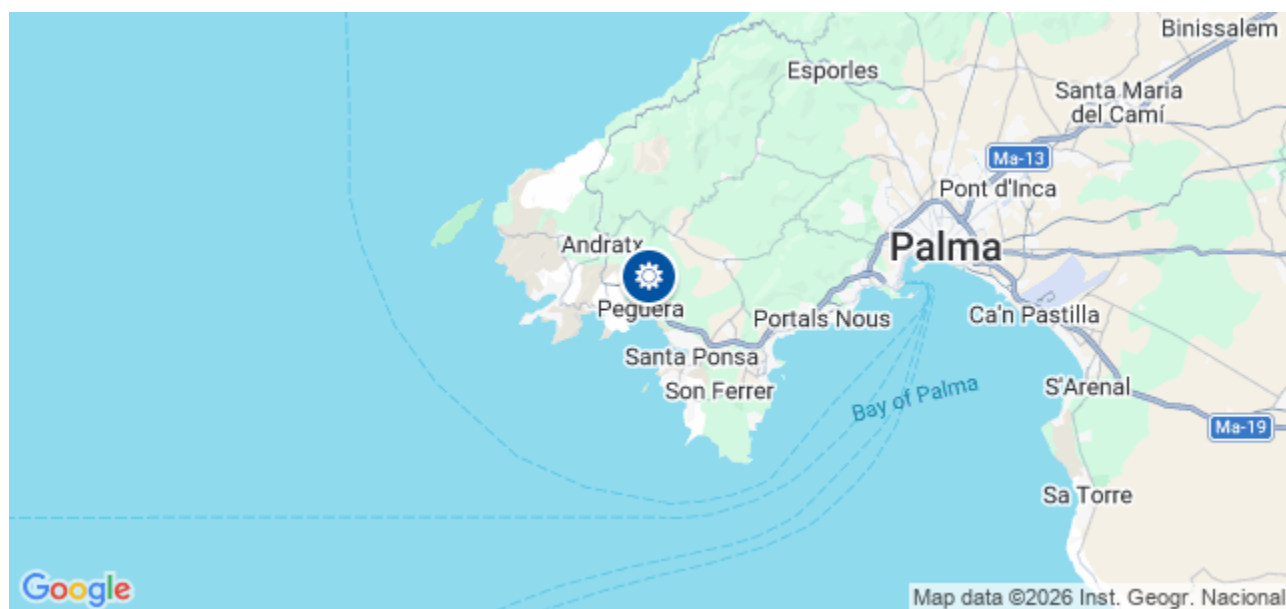 Binissalem
Esporles
Santa Maria
del Camí
Ma-13
Pont d'Inca
Andratx
Palma
Peguera
Portals Nous
Ca'n Pastilla
Santa Ponsa
Son Ferrer
S'Arenal
Bay of Palma
Ma-19
Sa Torre
Google
Map data ©2026 Inst. Geogr. Nacional